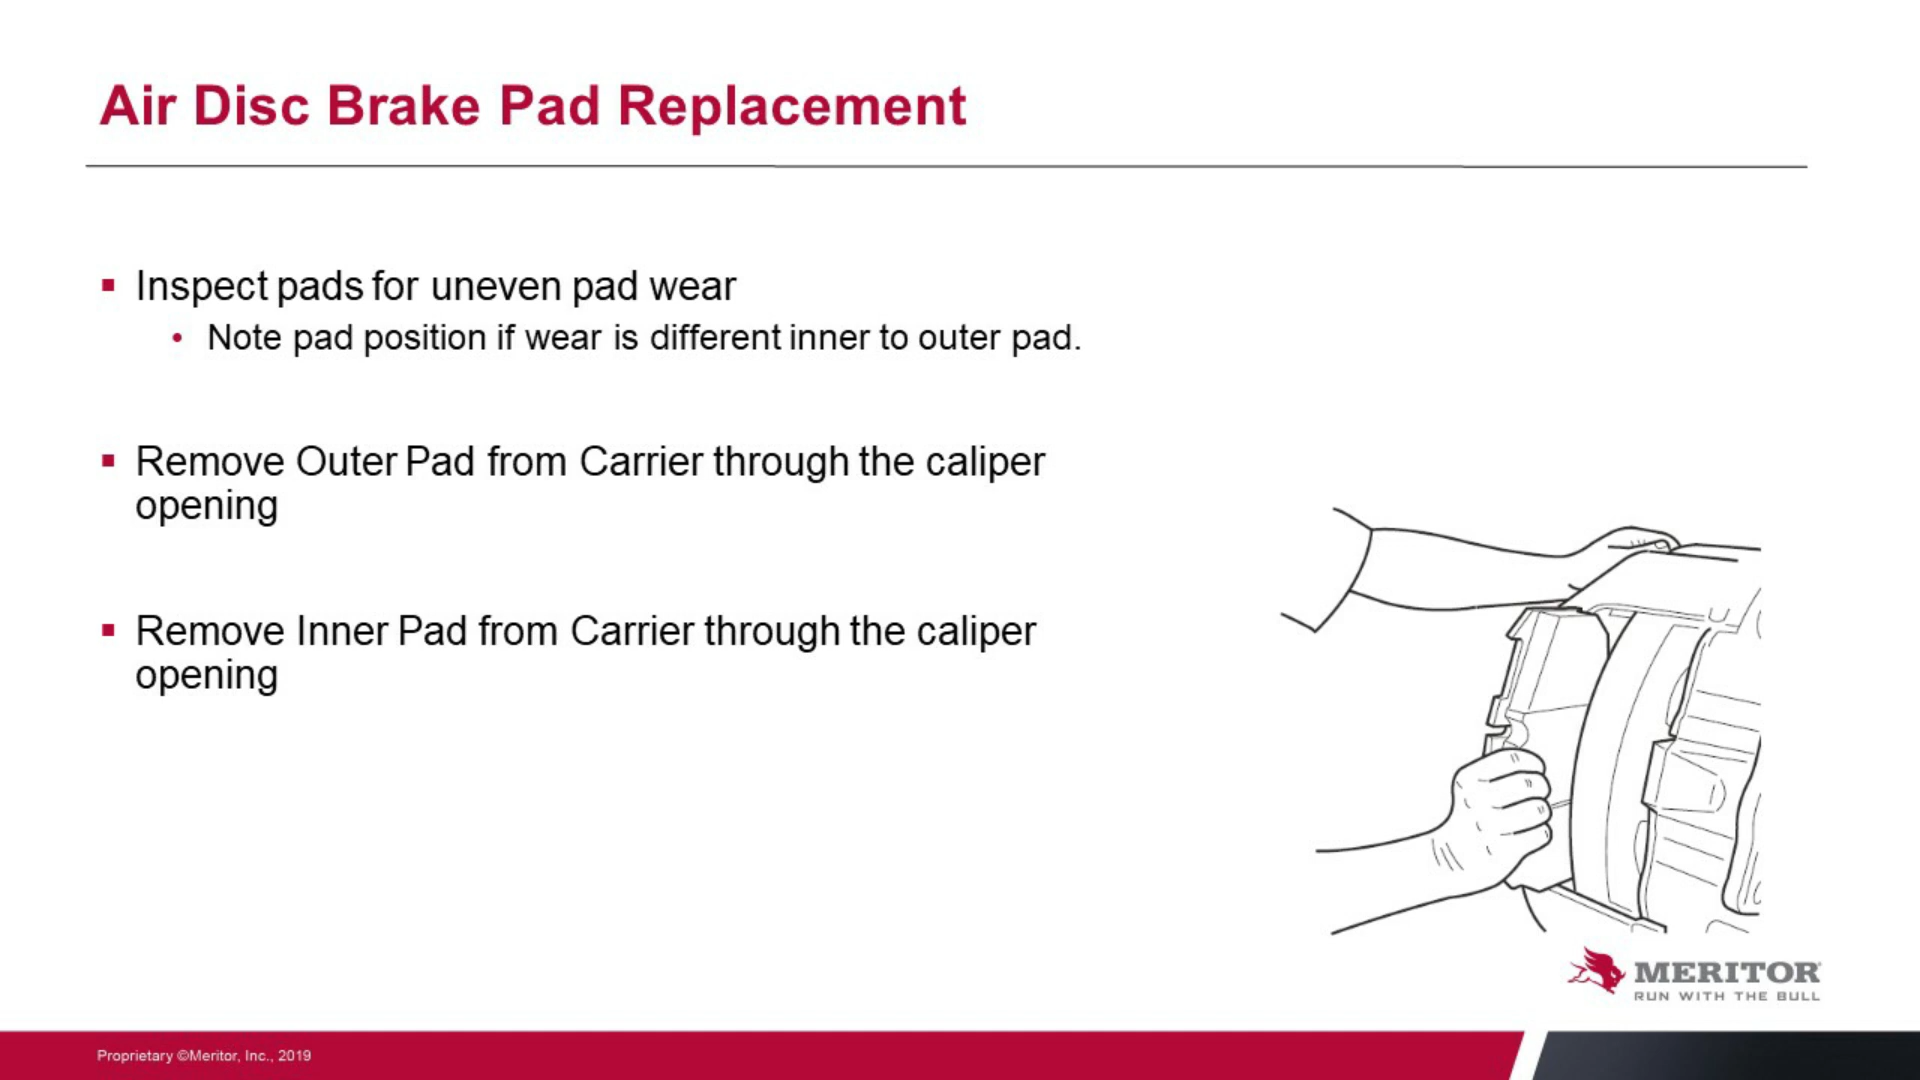 Air Disc Brake Pad Replacement
▪ Inspect pads for uneven pad wear
• Note pad position if wear is different inner to outer pad.
▪ Remove Outer Pad from Carrier through the caliper
opening
▪ Remove Inner Pad from Carrier through the caliper
opening
MERITOR
RUN WITH THE BULL
Proprietary ©Meritor, Inc., 2019